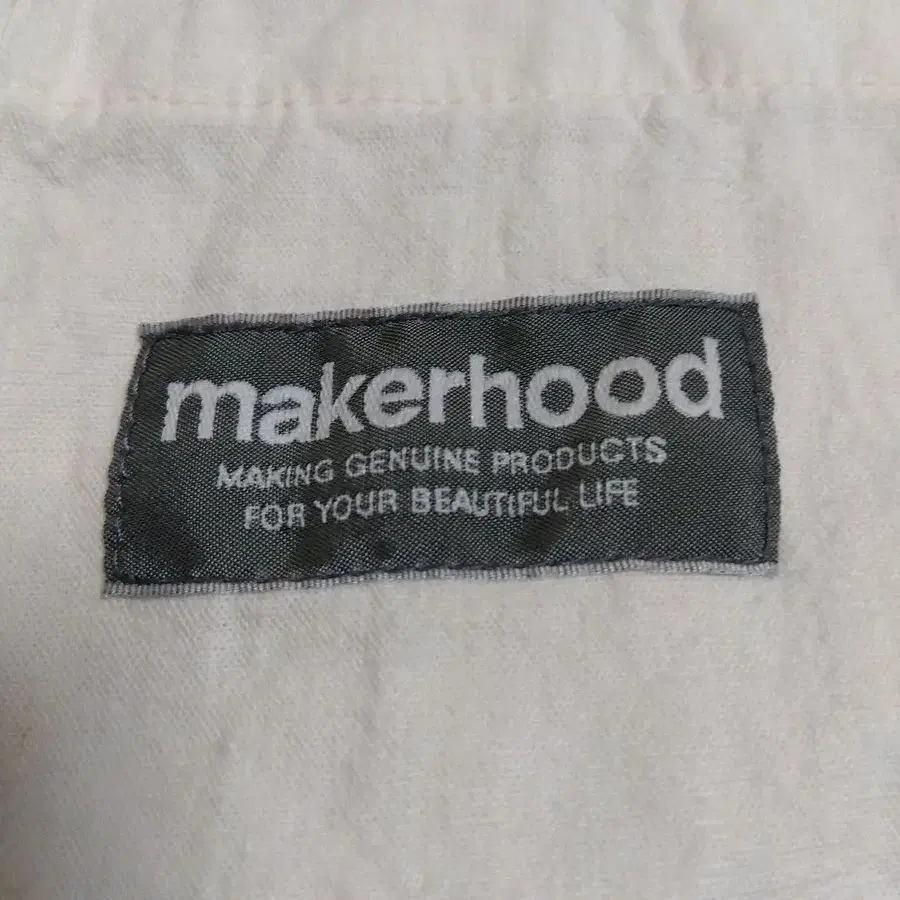 makerhood
MAKING GENUINE PRODUCTS
FOR YOUR BEAUTIFUL LIFE